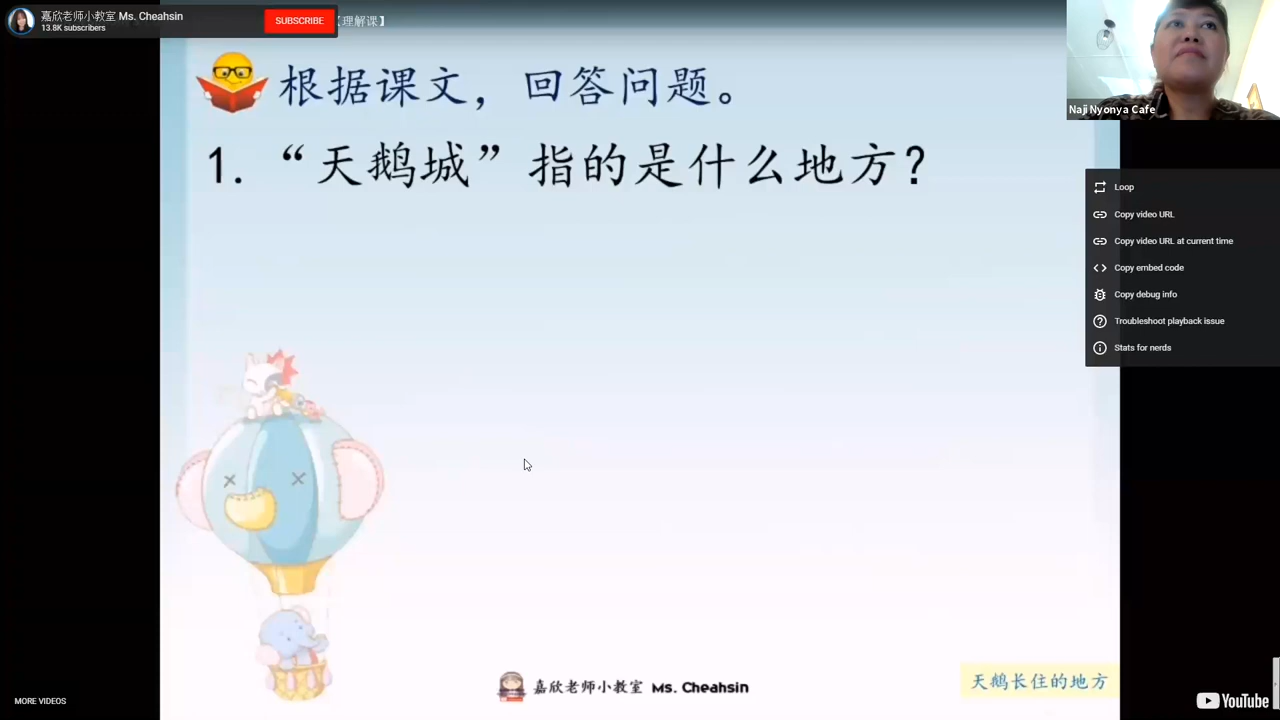 嘉欣老师小教室 Ms. Cheahsin
13.8K subscribers
SUBSCRIBE
【理解课】
Naji Nyonya Cafe
根据课文，回答问题。
1. “天鹅城”指的是什么地方？
Loop
Copy video URL
Copy video URL at current time
Copy embed code
Copy debug info
Troubleshoot playback issue
Stats for nerds
嘉欣老师小教室 Ms. Cheahsin
天鹅长住的地方
MORE VIDEOS
YouTube